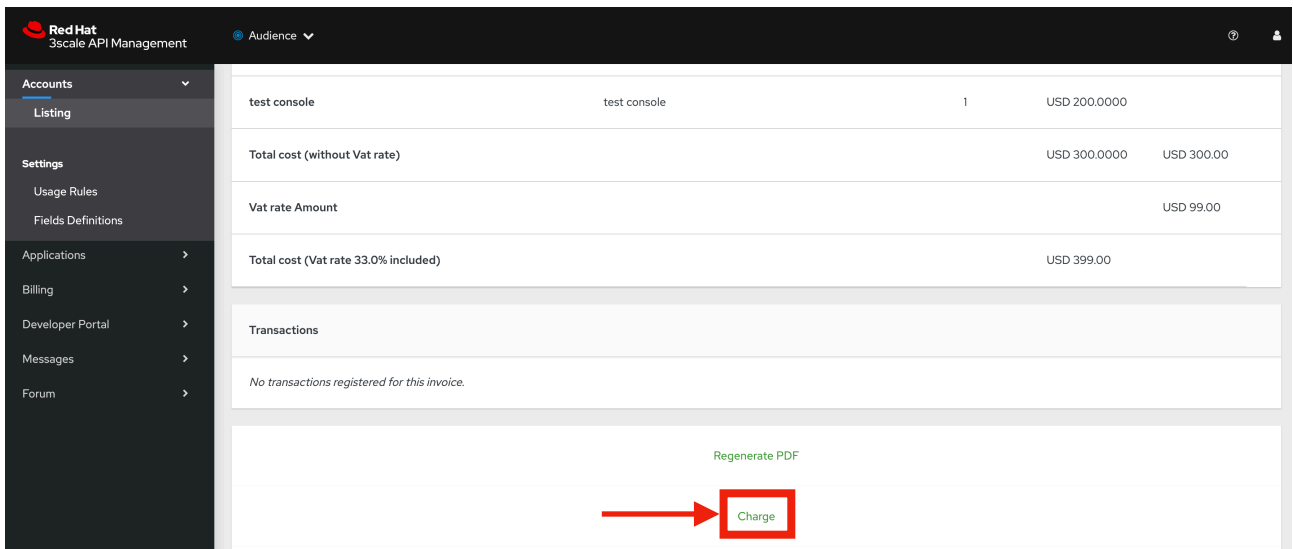 Red Hat
3scale API Management
Audience
Accounts
Listing
Settings
Usage Rules
Fields Definitions
Applications
Billing
Developer Portal
Messages
Forum
test console test console 1 USD 200.0000
Total cost (without Vat rate) USD 300.0000 USD 300.00
Vat rate Amount USD 99.00
Total cost (Vat rate 33.0% included) USD 399.00
Transactions
No transactions registered for this invoice.
Regenerate PDF
Charge